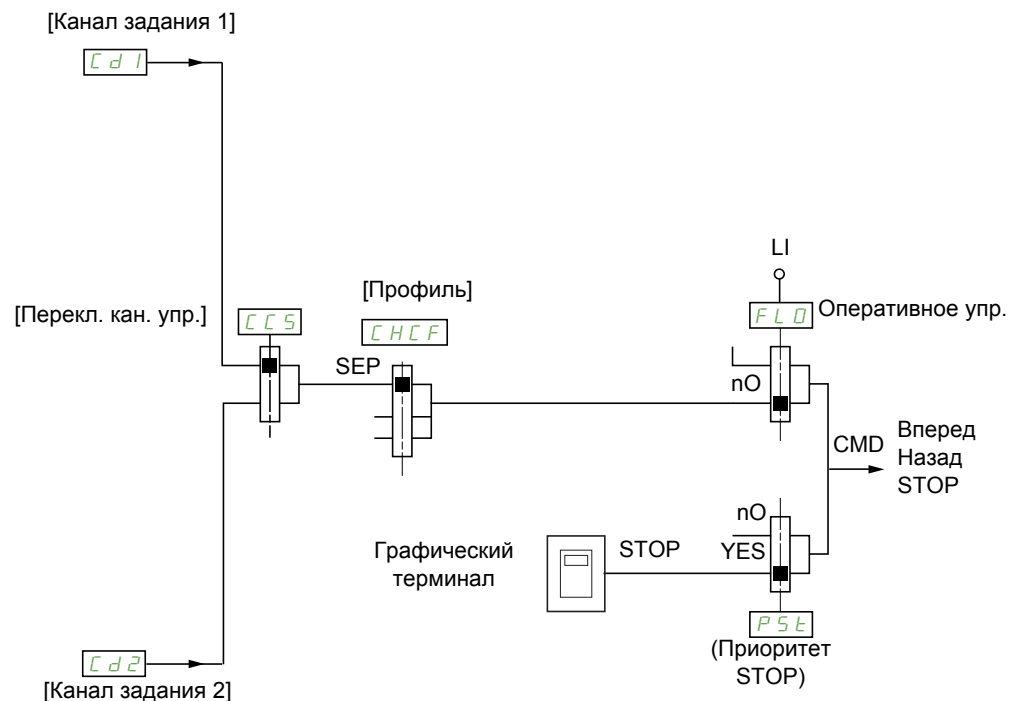 [Канал задания 1]
Cd1
LI
[Профиль]
[Перекл. кан. упр.]
CCS
CHCF
FLO
Оперативное упр.
SEP
nO
CMD
Вперед
Назад
STOP
nO
Графический
терминал
STOP
YES
PSt
(Приоритет
STOP)
Cd2
[Канал задания 2]